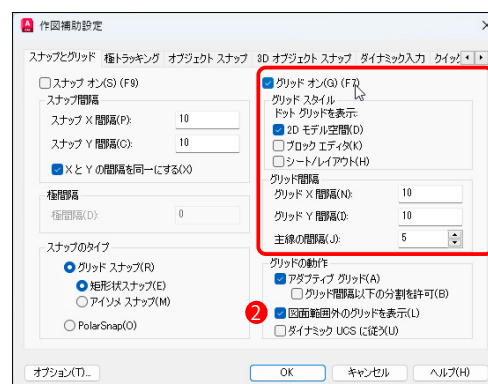 作図補助設定
スナップとグリッド 極トラッキング オブジェクト スナップ 3D オブジェクト スナップ ダイナミック入力 クイック
スナップ オン(S) (F9)
スナップ間隔
スナップ X 間隔(P): 10
スナップ Y 間隔(C): 10
X と Y の間隔を同一にする(X)
極間隔
極間隔(D): 0
スナップのタイプ
グリッド スナップ(R)
矩形状スナップ(E)
アイソメ スナップ(M)
PolarSnap(O)
グリッド オン(G) (F7)
グリッド スタイル
ドット グリッドを表示:
2D モデル空間(D)
ブロック エディタ(K)
シート/レイアウト(H)
グリッド間隔
グリッド X 間隔(N): 10
グリッド Y 間隔(I): 10
主線の間隔(J): 5
グリッドの動作
アダプティブ グリッド(A)
グリッド間隔以下の分割を許可(B)
2 図面範囲外のグリッドを表示(L)
ダイナミック UCS に従う(U)
オプション(T)... OK キャンセル ヘルプ(H)